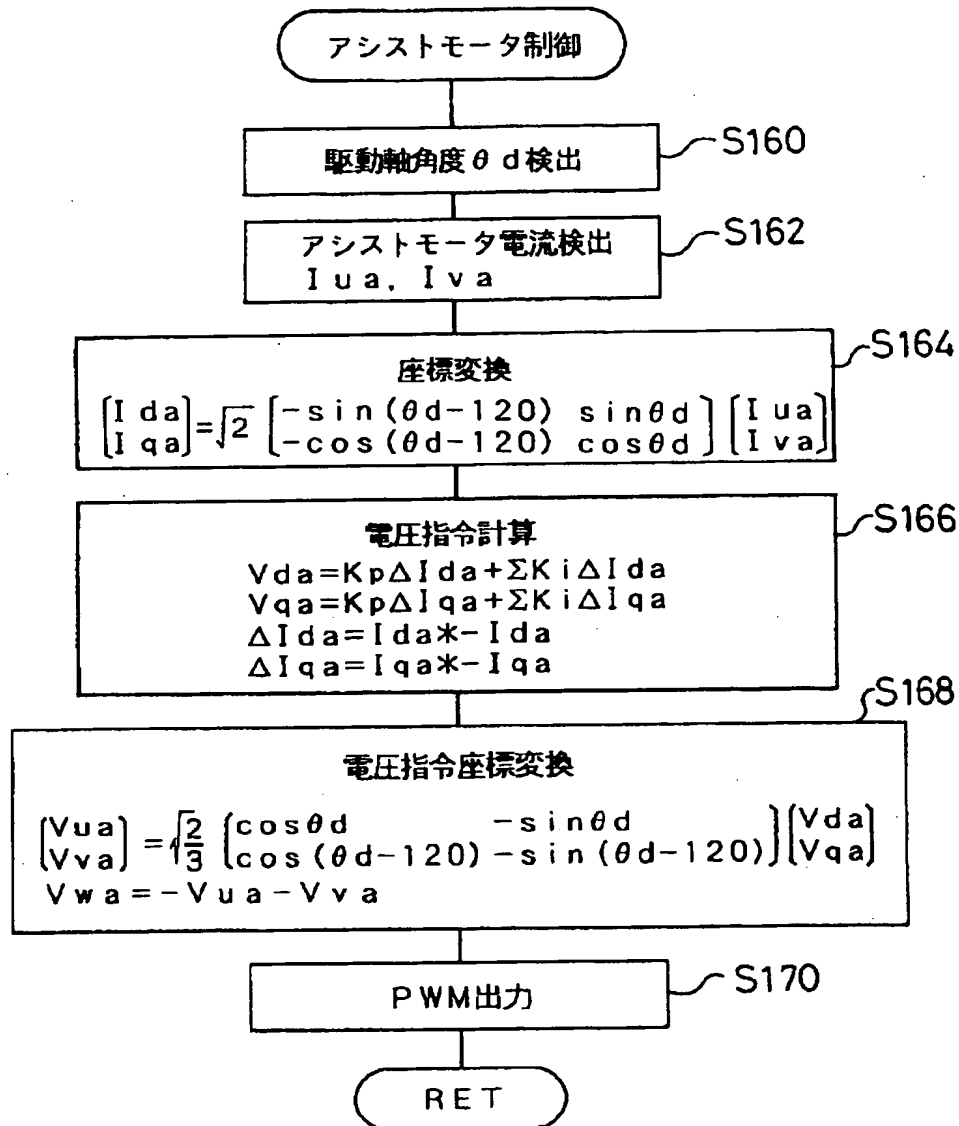 アシストモータ制御
駆動軸角度θd検出
S160
アシストモータ電流検出
Iua, Iva
S162
座標変換
[Ida Iqa]=√2 [-sin(θd-120) sinθd -cos(θd-120) cosθd] [Iua Iva]
S164
電圧指令計算
Vda=KpΔIda+ΣKiΔIda
Vqa=KpΔIqa+ΣKiΔIqa
ΔIda=Ida*-Ida
ΔIqa=Iqa*-Iqa
S166
電圧指令座標変換
[Vua Vva]=√2/3 [cosθd -sinθd cos(θd-120) -sin(θd-120)] [Vda Vqa]
Vwa=-Vua-Vva
S168
PWM出力
S170
RET